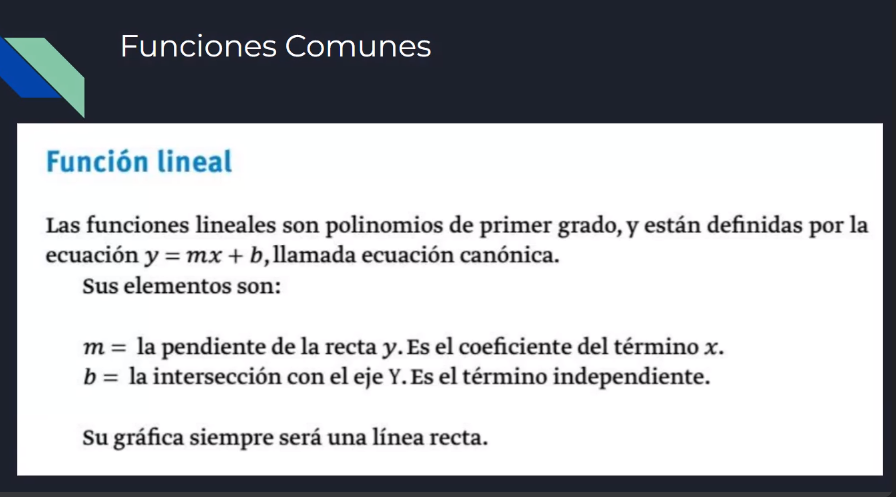 Funciones Comunes
Función lineal
Las funciones lineales son polinomios de primer grado, y están definidas por la
ecuación y = mx + b, llamada ecuación canónica.
Sus elementos son:
m = la pendiente de la recta y. Es el coeficiente del término x.
b = la intersección con el eje Y. Es el término independiente.
Su gráfica siempre será una línea recta.